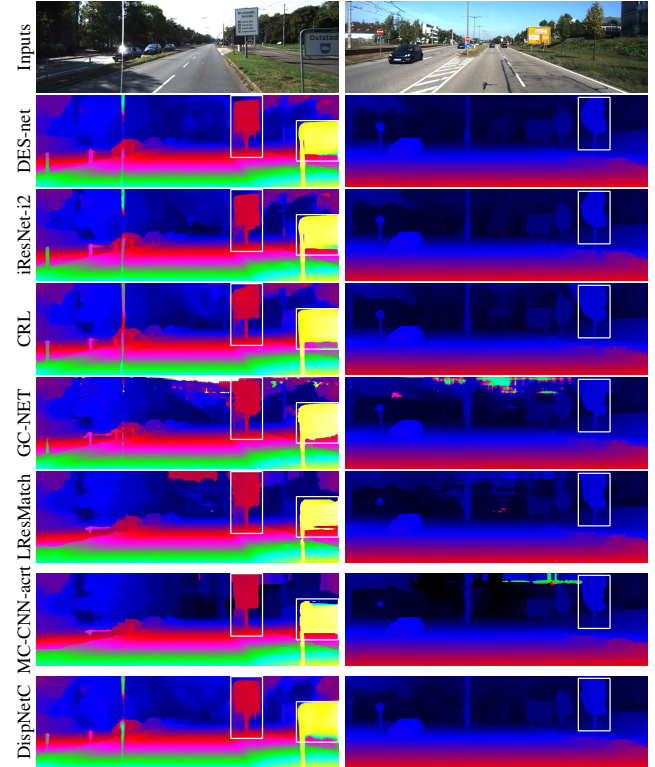 Inputs
Oststadt
DES-net
iResNet-i2
CRL
GC-NET
LResMatch
MC-CNN-acrt
DispNetC